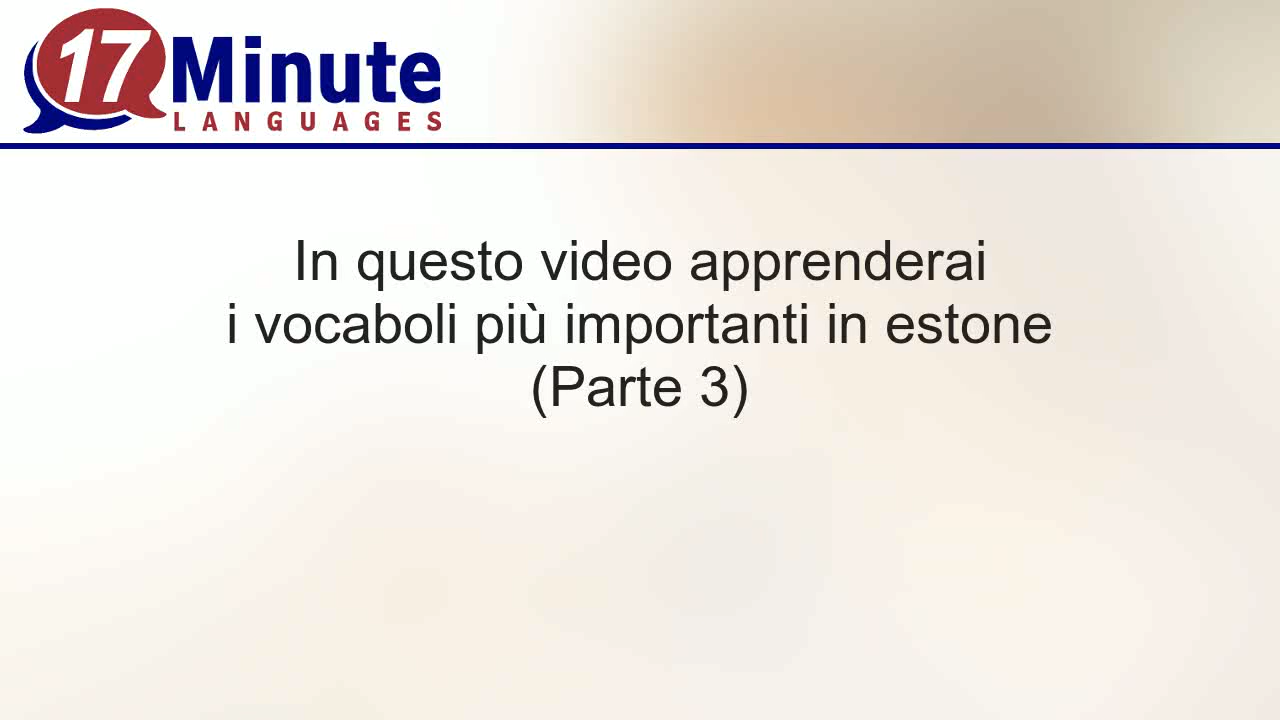 17 Minute
LANGUAGES
In questo video apprenderai
i vocaboli più importanti in estone
(Parte 3)